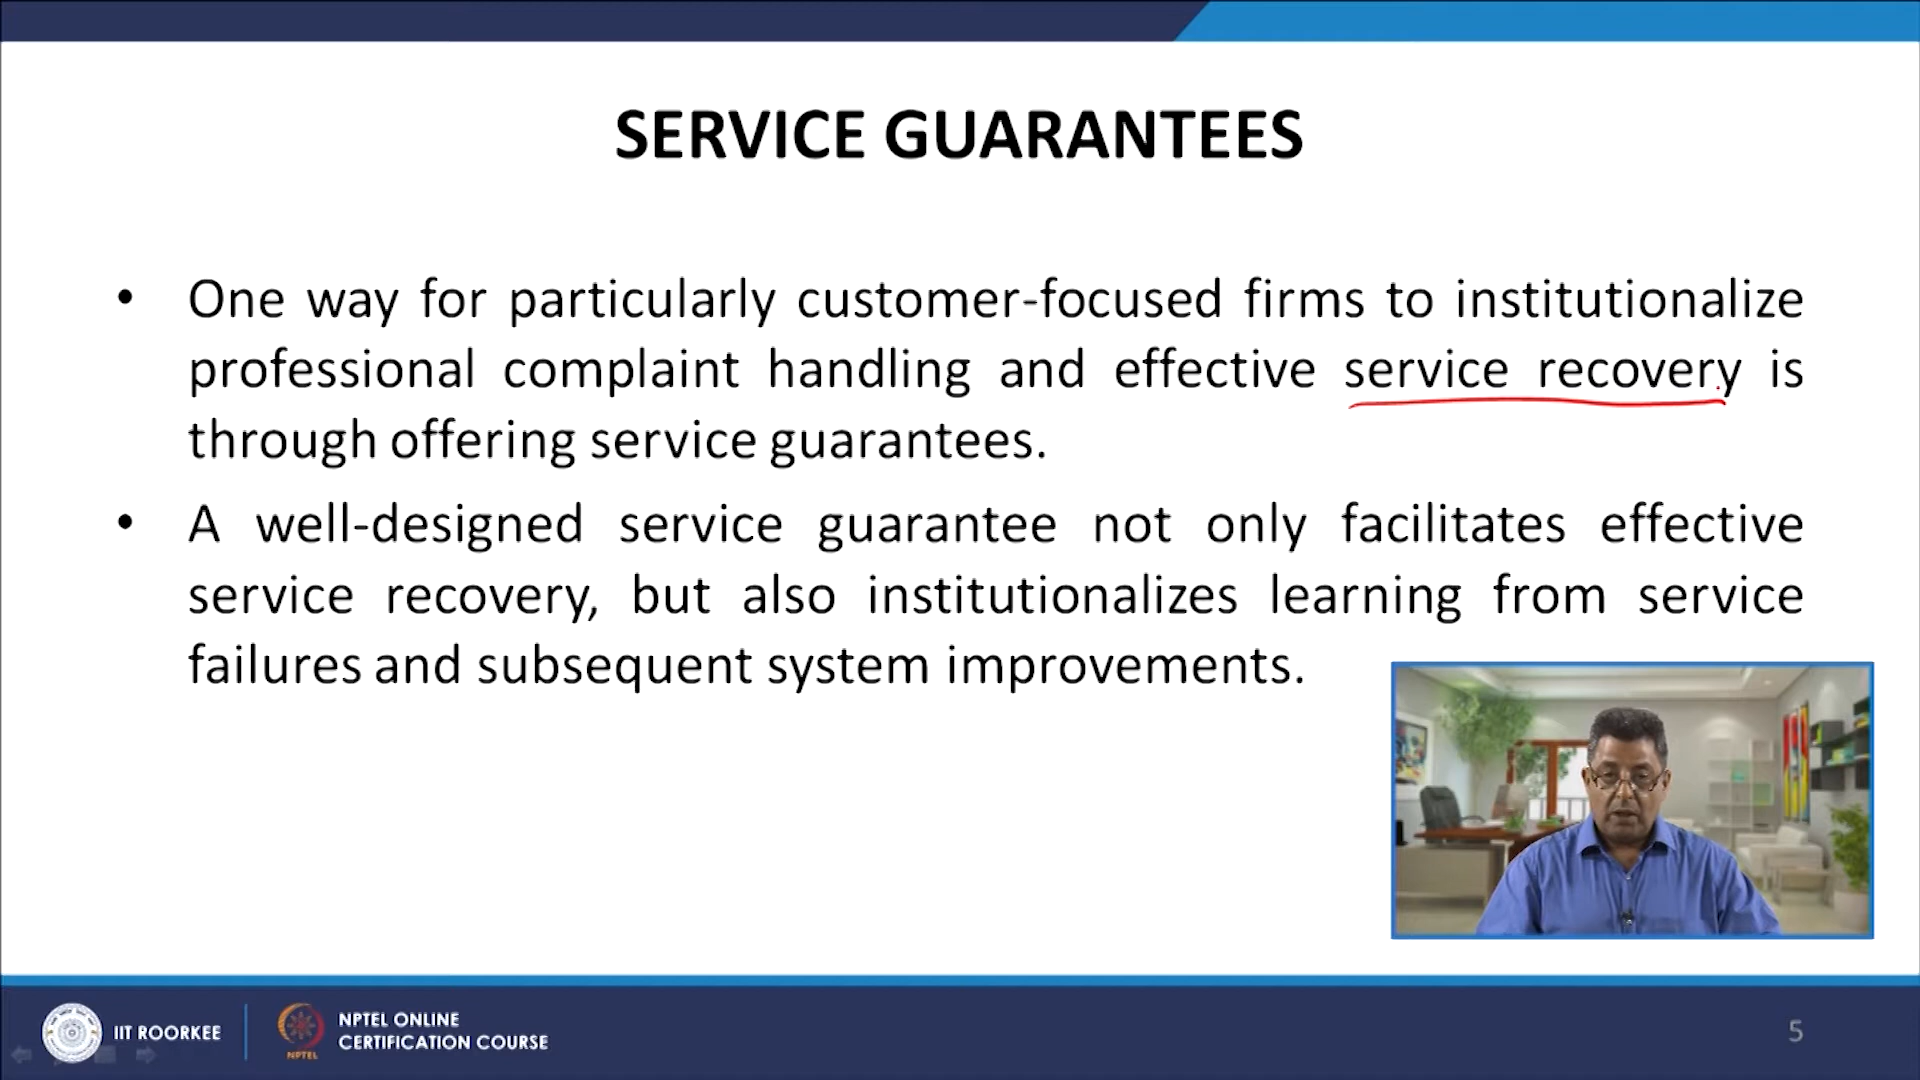 SERVICE GUARANTEES
• One way for particularly customer-focused firms to institutionalize
professional complaint handling and effective service recovery is
through offering service guarantees.
• A well-designed service guarantee not only facilitates effective
service recovery, but also institutionalizes learning from service
failures and subsequent system improvements.
IIT ROORKEE
NPTEL
NPTEL ONLINE
CERTIFICATION COURSE
5